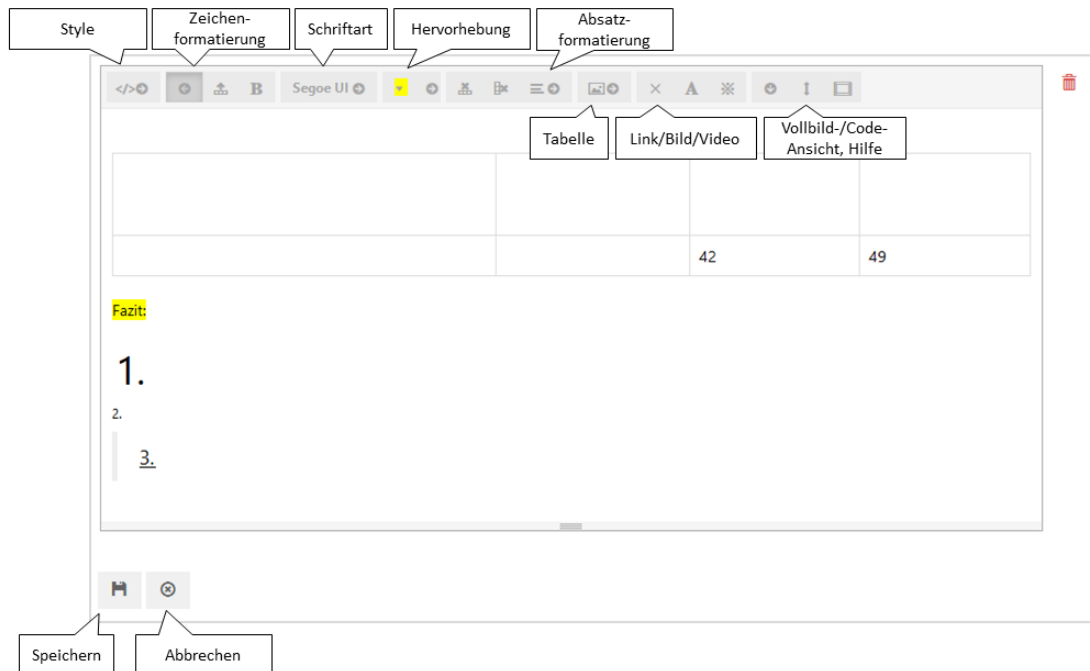 Style
Zeichen-
formatierung
Schriftart
Hervorhebung
Absatz-
formatierung
</> B Segoe UI A
Tabelle
Link/Bild/Video
Vollbild-/Code-
Ansicht, Hilfe
42 49
Fazit:
1.
2.
3.
Speichern
Abbrechen